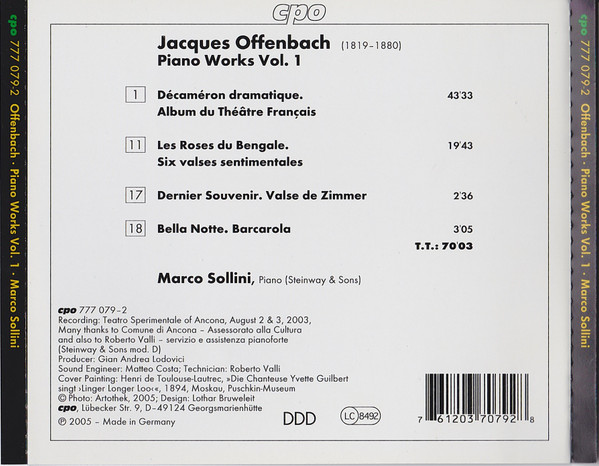 cpo
Jacques Offenbach (1819–1880)
Piano Works Vol. 1
1 Décaméron dramatique. 43'33
Album du Théâtre Français
11 Les Roses du Bengale. 19'43
Six valses sentimentales
17 Dernier Souvenir. Valse de Zimmer 2'36
18 Bella Notte. Barcarola 3'05
T.T.: 70'03
Marco Sollini, Piano (Steinway & Sons)
cpo 777 079–2
Recording: Teatro Sperimentale of Ancona, August 2 & 3, 2003,
Many thanks to Comune di Ancona – Assessorato alla Cultura
and also to Roberto Valli – servizio e assistenza pianoforte
(Steinway & Sons mod. D)
Producer: Gian Andrea Lodovici
Sound Engineer: Matteo Costa; Technician: Roberto Valli
Cover Painting: Henri de Toulouse-Lautrec, »Die Chanteuse Yvette Guilbert
singt ›Linger Longer Loo‹«, 1894, Moskau, Puschkin-Museum
© Photo: Artothek, 2005; Design: Lothar Bruweleit
cpo, Lübecker Str. 9, D–49124 Georgsmarienhütte
℗ 2005 – Made in Germany
DDD
LC 8492
7 61203 70792 8
cpo 777 079-2 Offenbach · Piano Works Vol. 1 · Marco Sollini
cpo 777 079-2 Offenbach · Piano Works Vol. 1 · Marco Sollini